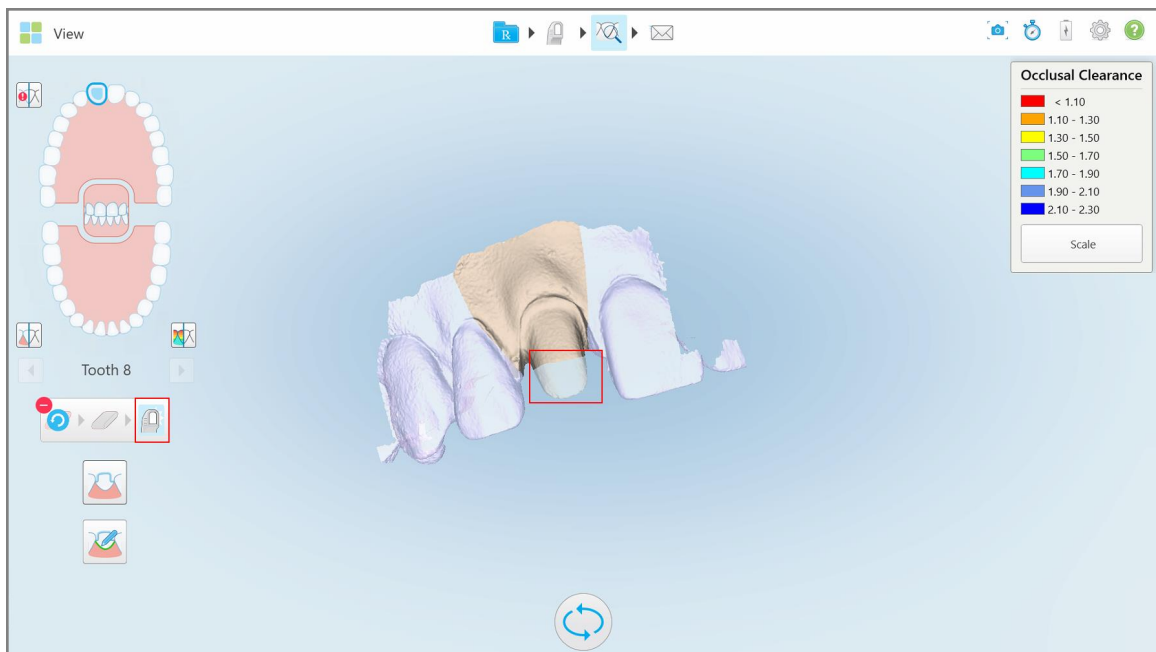 View
R
?
Occlusal Clearance
< 1.10
1.10 - 1.30
1.30 - 1.50
1.50 - 1.70
1.70 - 1.90
1.90 - 2.10
2.10 - 2.30
Scale
Tooth 8